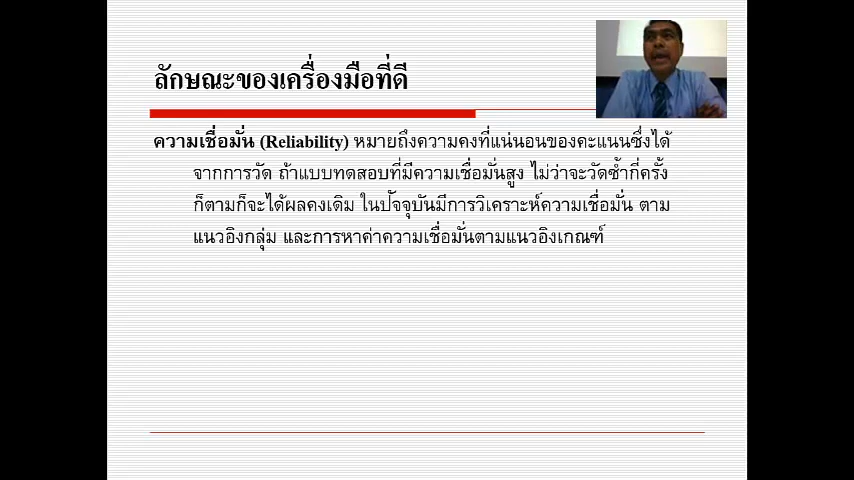 ลักษณะของเครื่องมือที่ดี
ความเชื่อมั่น (Reliability) หมายถึงความคงที่แน่นอนของคะแนนซึ่งได้
จากการวัด ถ้าแบบทดสอบที่มีความเชื่อมั่นสูง ไม่ว่าจะวัดซ้ำกี่ครั้ง
ก็ตามก็จะได้ผลคงเดิม ในปัจจุบันมีการวิเคราะห์ความเชื่อมั่น ตาม
แนวอิงกลุ่ม และการหาค่าความเชื่อมั่นตามแนวอิงเกณฑ์